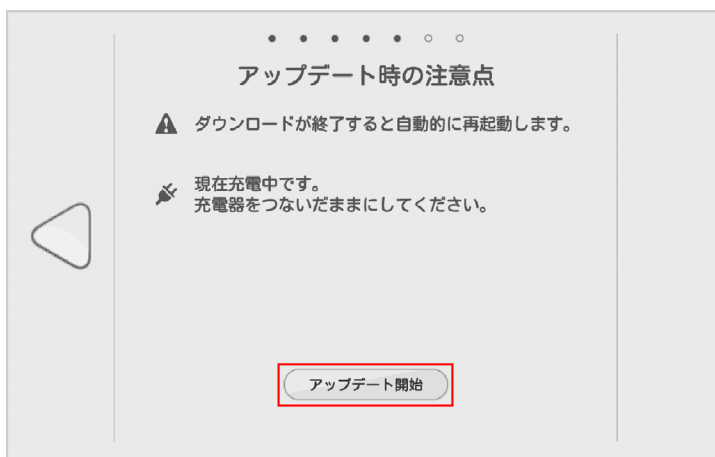 アップデート時の注意点
ダウンロードが終了すると自動的に再起動します。
現在充電中です。
充電器をつないだままにしてください。
アップデート開始